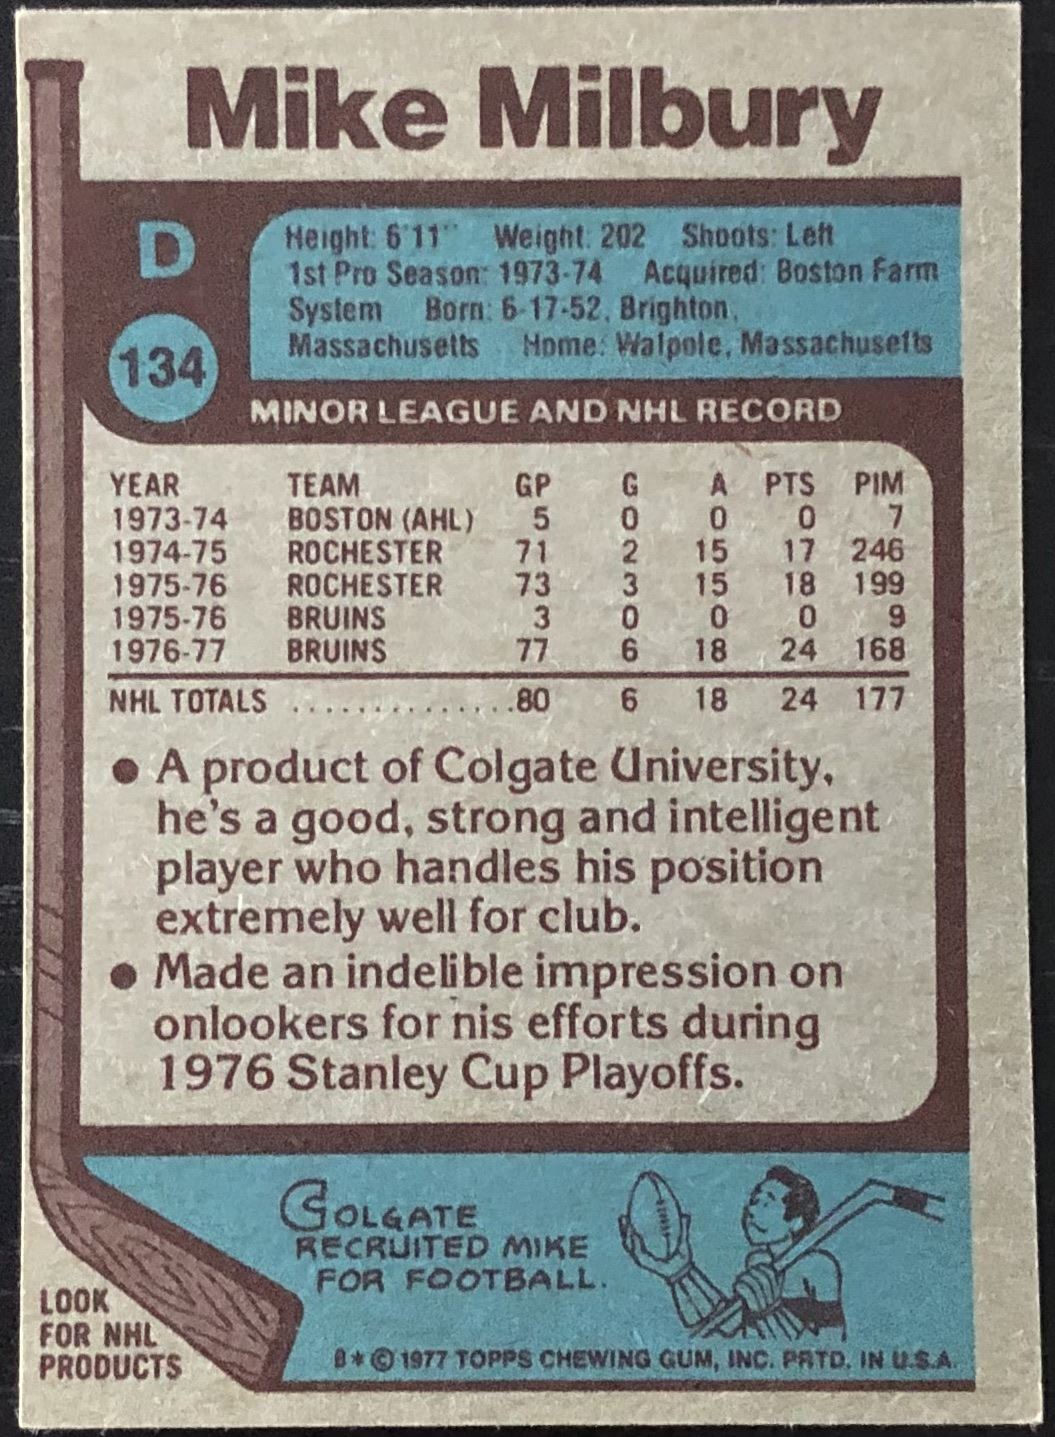 Mike Milbury
D
134
Height: 6'11" Weight: 202 Shoots: Left
1st Pro Season: 1973-74 Acquired: Boston Farm
System Born: 6-17-52, Brighton,
Massachusetts Home: Walpole, Massachusetts
MINOR LEAGUE AND NHL RECORD
YEAR TEAM GP G A PTS PIM
1973-74 BOSTON (AHL) 5 0 0 0 7
1974-75 ROCHESTER 71 2 15 17 246
1975-76 ROCHESTER 73 3 15 18 199
1975-76 BRUINS 3 0 0 0 9
1976-77 BRUINS 77 6 18 24 168
NHL TOTALS ...............80 6 18 24 177
● A product of Colgate University,
he's a good, strong and intelligent
player who handles his position
extremely well for club.
● Made an indelible impression on
onlookers for his efforts during
1976 Stanley Cup Playoffs.
COLGATE
RECRUITED MIKE
FOR FOOTBALL.
LOOK
FOR NHL
PRODUCTS
B * © 1977 TOPPS CHEWING GUM, INC. PRTD. IN U.S.A.